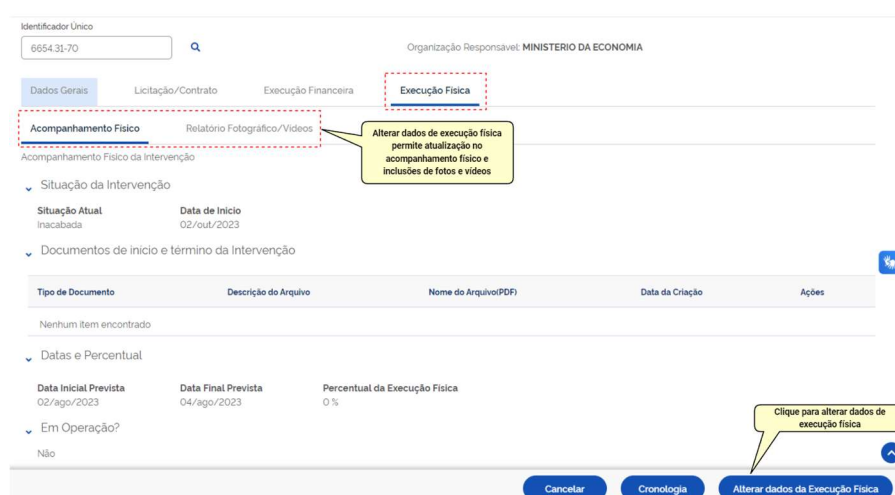 Identificador Único
6654.31-70
Organização Responsavel: MINISTERIO DA ECONOMIA
Dados Gerais Licitação/Contrato Execução Financeira Execução Física
Acompanhamento Físico Relatório Fotográfico/Vídeos
Alterar dados de execução física
permite atualização no
acompanhamento físico e
inclusões de fotos e vídeos
Acompanhamento Físico da Intervenção
Situação da Intervenção
Situação Atual Data de Início
Inacabada 02/out/2023
Documentos de início e término da Intervenção
Tipo de Documento Descrição do Arquivo Nome do Arquivo(PDF) Data da Criação Ações
Nenhum item encontrado
Datas e Percentual
Data Inicial Prevista Data Final Prevista Percentual da Execução Física
02/ago/2023 04/ago/2023 0 %
Clique para alterar dados de
execução física
Em Operação?
Não
Cancelar Cronologia Alterar dados da Execução Física